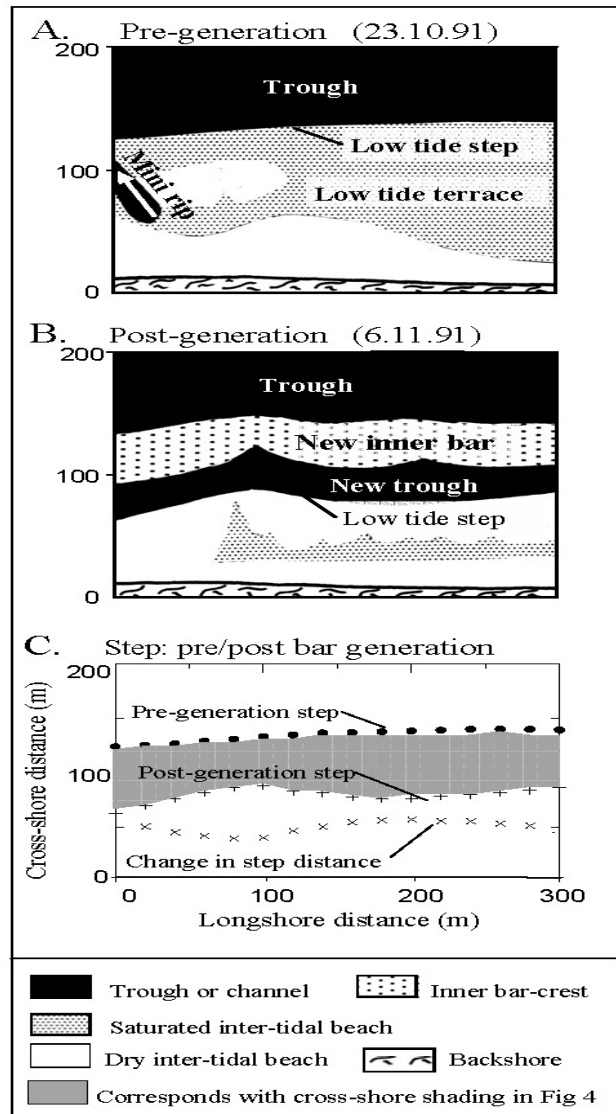 A. Pre-generation (23.10.91)
200
Trough
Low tide step
100
Mini rip
Low tide terrace
0
B. Post-generation (6.11.91)
200
Trough
New inner bar
100
New trough
Low tide step
0
C. Step: pre/post bar generation
200
Pre-generation step
100
Post-generation step
Change in step distance
0
Cross-shore distance (m)
0 100 200 300
Longshore distance (m)
Trough or channel
Inner bar-crest
Saturated inter-tidal beach
Dry inter-tidal beach
Backshore
Corresponds with cross-shore shading in Fig 4